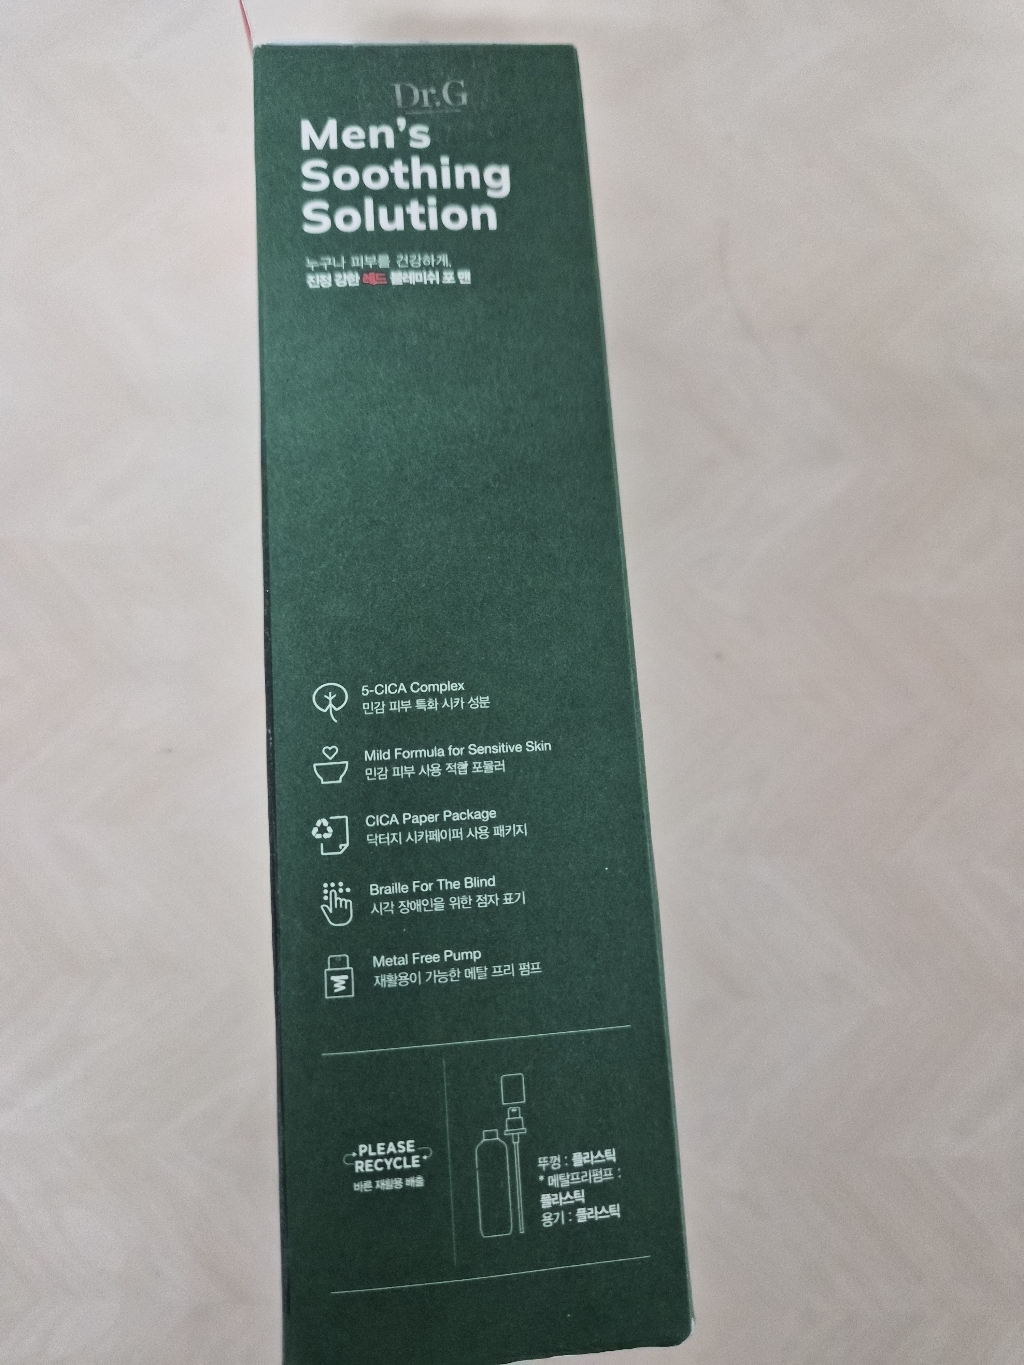 Dr.G
Men's
Soothing
Solution
누구나 피부를 건강하게,
진정 강한 레드 블레미쉬 포 맨
5-CICA Complex
민감 피부 특화 시카 성분
Mild Formula for Sensitive Skin
민감 피부 사용 적합 포뮬러
CICA Paper Package
닥터지 시카페이퍼 사용 패키지
Braille For The Blind
시각 장애인을 위한 점자 표기
Metal Free Pump
재활용이 가능한 메탈 프리 펌프
PLEASE
RECYCLE
바른 재활용 배출
뚜껑 : 플라스틱
* 메탈프리펌프 :
플라스틱
용기 : 플라스틱